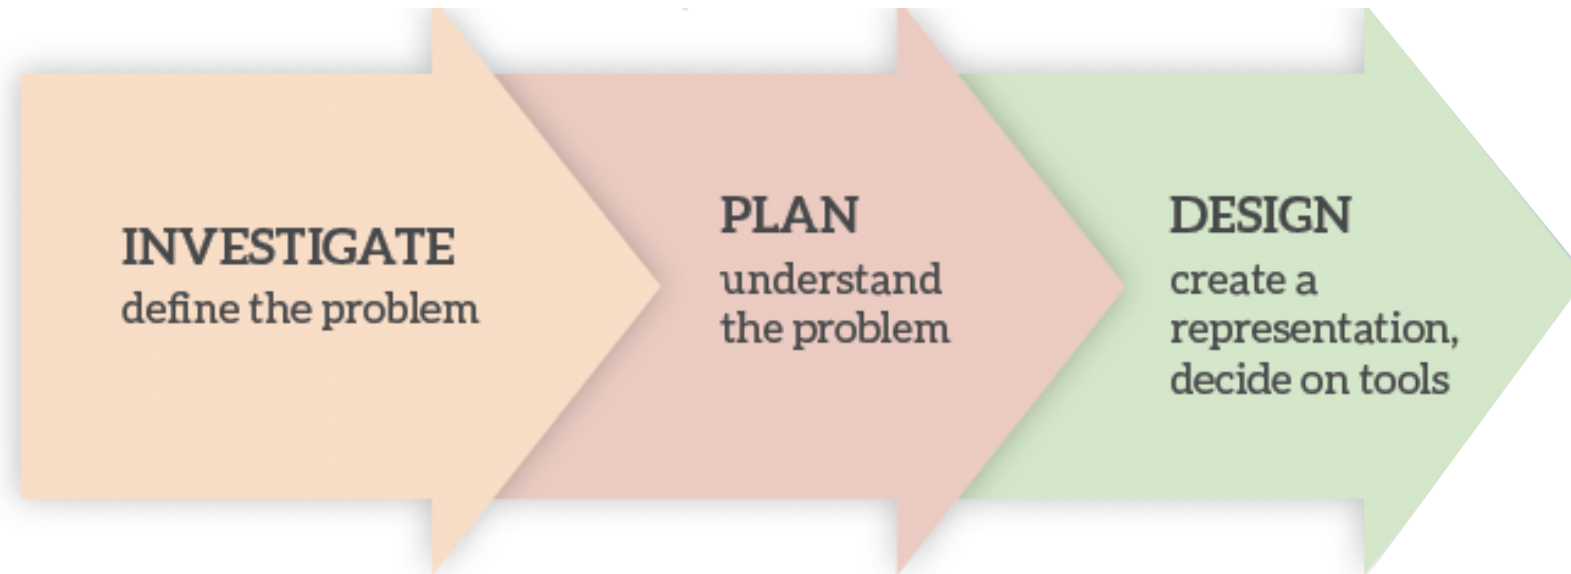 INVESTIGATE
define the problem
PLAN
understand
the problem
DESIGN
create a
representation,
decide on tools